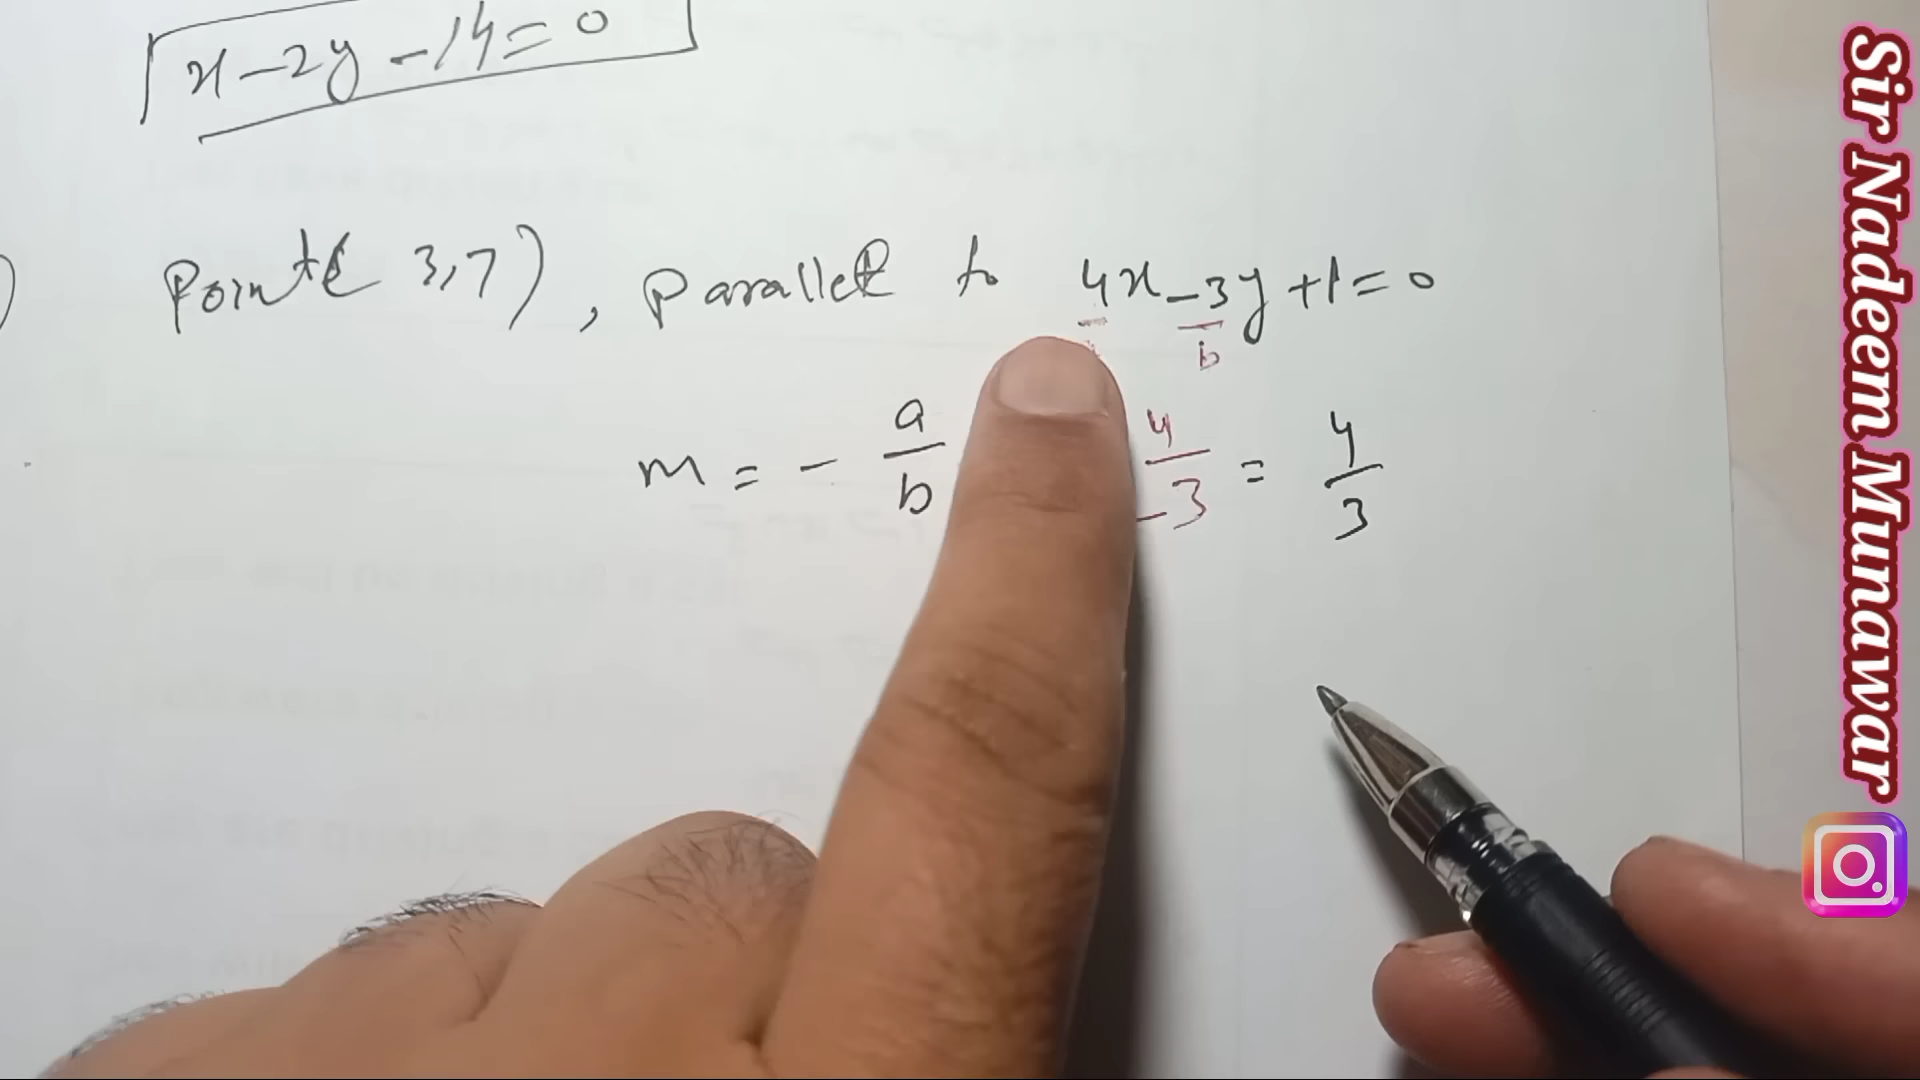 x - 2y - 14 = 0
) Point( 3,7) , Parallel to 4x - 3y + 1 = 0
b
m = - a/b 4/-3 = 4/3
Sir Nadeem Munawar